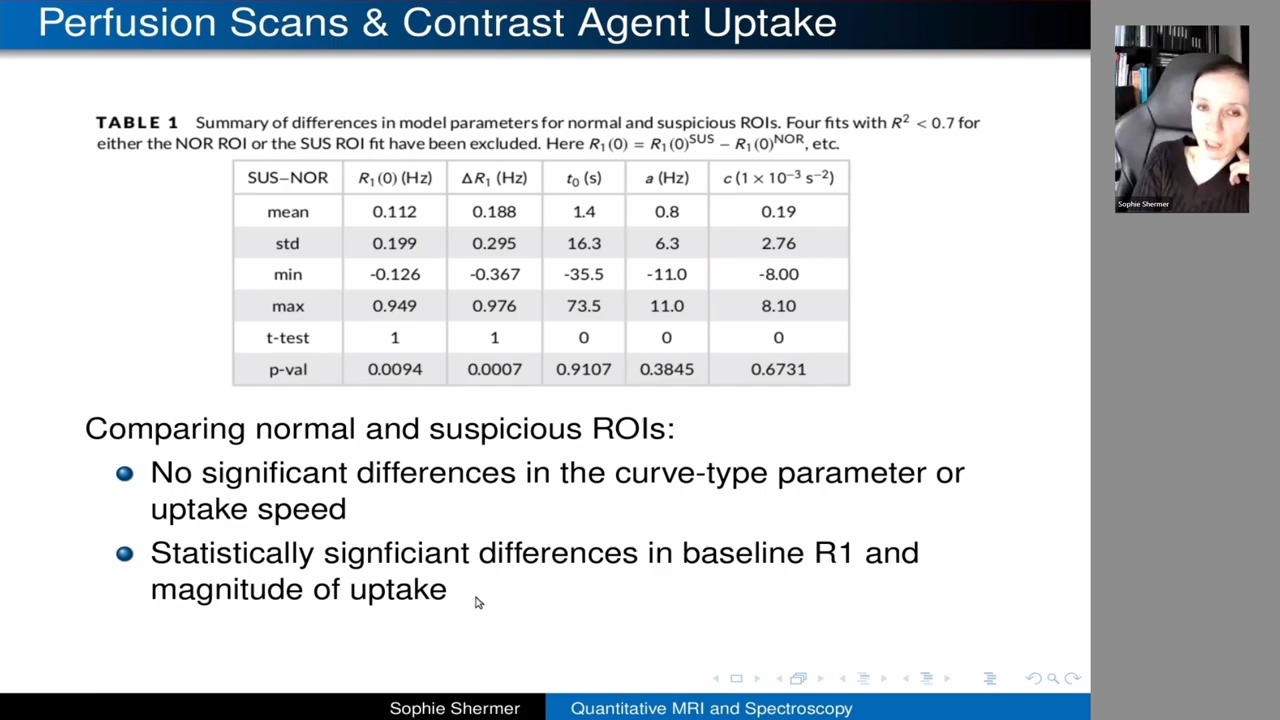 Perfusion Scans & Contrast Agent Uptake
TABLE 1 Summary of differences in model parameters for normal and suspicious ROIs. Four fits with R² < 0.7 for
either the NOR ROI or the SUS ROI fit have been excluded. Here R₁(0) = R₁(0)^SUS − R₁(0)^NOR, etc.
SUS−NOR R₁(0) (Hz) ΔR₁ (Hz) t₀ (s) a (Hz) c (1 × 10⁻³ s⁻²)
mean 0.112 0.188 1.4 0.8 0.19
std 0.199 0.295 16.3 6.3 2.76
min -0.126 -0.367 -35.5 -11.0 -8.00
max 0.949 0.976 73.5 11.0 8.10
t-test 1 1 0 0 0
p-val 0.0094 0.0007 0.9107 0.3845 0.6731
Comparing normal and suspicious ROIs:
No significant differences in the curve-type parameter or
uptake speed
Statistically signficiant differences in baseline R1 and
magnitude of uptake
Sophie Shermer
Sophie Shermer
Quantitative MRI and Spectroscopy